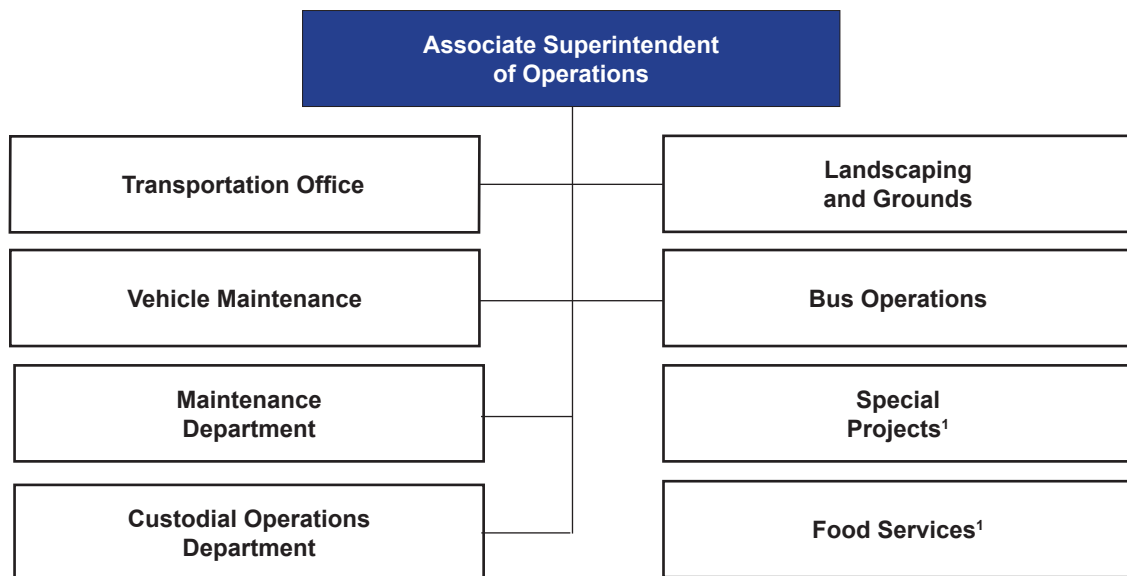 Associate Superintendent
of Operations
Transportation Office
Landscaping
and Grounds
Vehicle Maintenance
Bus Operations
Maintenance
Department
Special
Projects¹
Custodial Operations
Department
Food Services¹